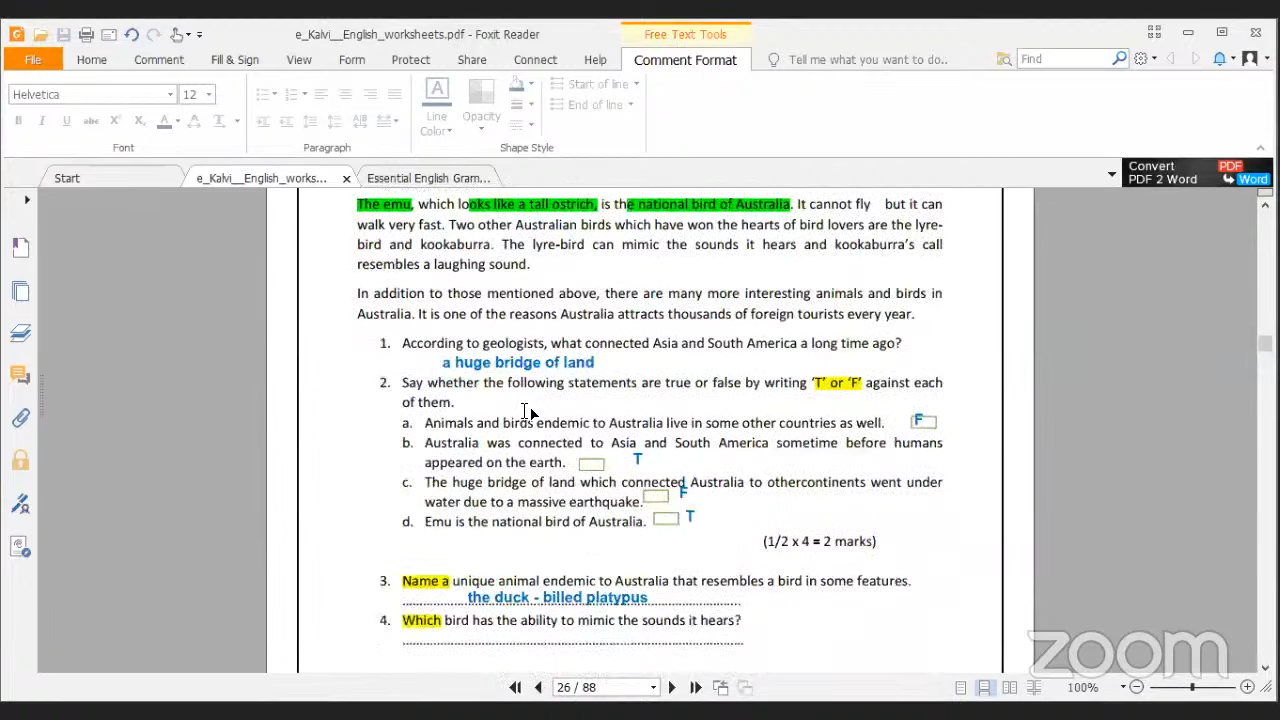 e_Kalvi__English_worksheets.pdf - Foxit Reader
Free Text Tools
File Home Comment Fill & Sign View Form Protect Share Connect Help Comment Format Tell me what you want to do.. Find
Helvetica 12
Start of line
End of line
Line Color Opacity
Font Paragraph Shape Style
Start e_Kalvi__English_works... Essential English Gram...
Convert PDF
PDF 2 Word Word
The emu, which looks like a tall ostrich, is the national bird of Australia. It cannot fly but it can
walk very fast. Two other Australian birds which have won the hearts of bird lovers are the lyre-
bird and kookaburra. The lyre-bird can mimic the sounds it hears and kookaburra's call
resembles a laughing sound.
In addition to those mentioned above, there are many more interesting animals and birds in
Australia. It is one of the reasons Australia attracts thousands of foreign tourists every year.
1. According to geologists, what connected Asia and South America a long time ago?
a huge bridge of land
2. Say whether the following statements are true or false by writing 'T' or 'F' against each
of them.
a. Animals and birds endemic to Australia live in some other countries as well. F
b. Australia was connected to Asia and South America sometime before humans
appeared on the earth. T
c. The huge bridge of land which connected Australia to othercontinents went under
water due to a massive earthquake. F
d. Emu is the national bird of Australia. T
(1/2 x 4 = 2 marks)
3. Name a unique animal endemic to Australia that resembles a bird in some features.
the duck - billed platypus
4. Which bird has the ability to mimic the sounds it hears?
zoom
26 / 88 100%